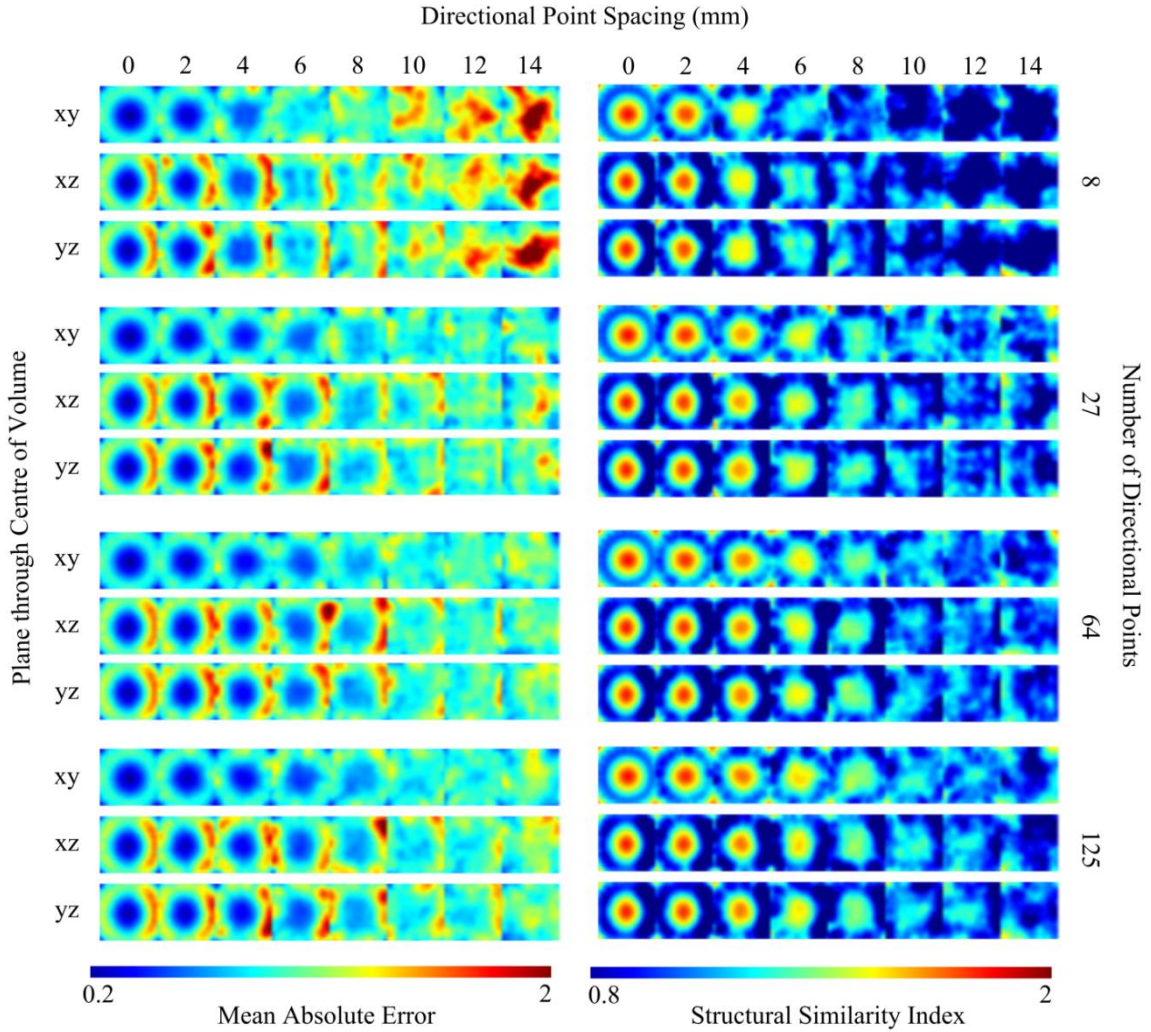 Directional Point Spacing (mm)
0 2 4 6 8 10 12 14
0 2 4 6 8 10 12 14
Plane through Centre of Volume
xy
xz
yz
8
xy
xz
yz
27
xy
xz
yz
64
xy
xz
yz
125
Number of Directional Points
0.2 2
Mean Absolute Error
0.8 2
Structural Similarity Index